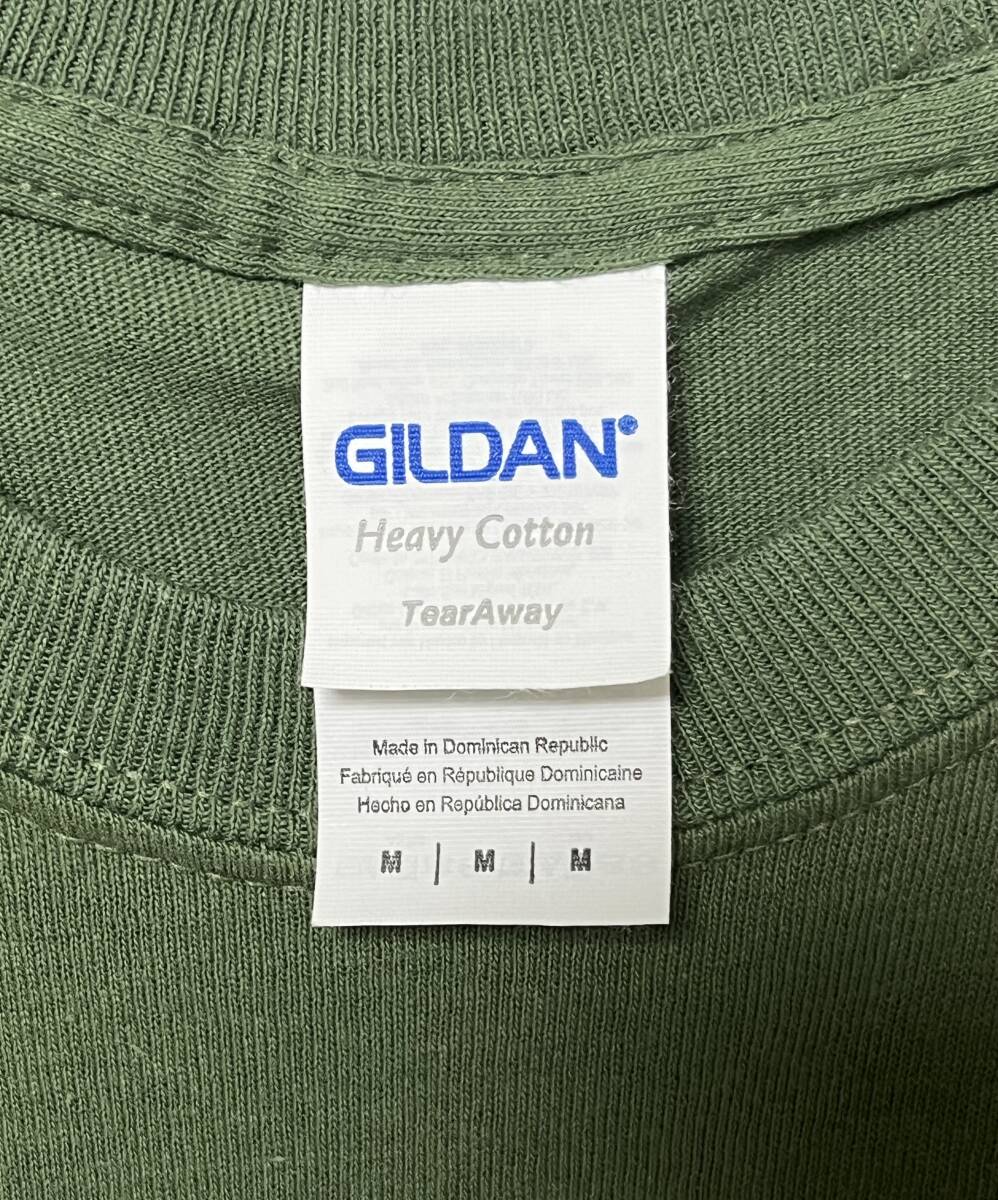 GILDAN®
Heavy Cotton
TearAway
Made in Dominican Republic
Fabriqué en République Dominicaine
Hecho en República Dominicana
M | M | M